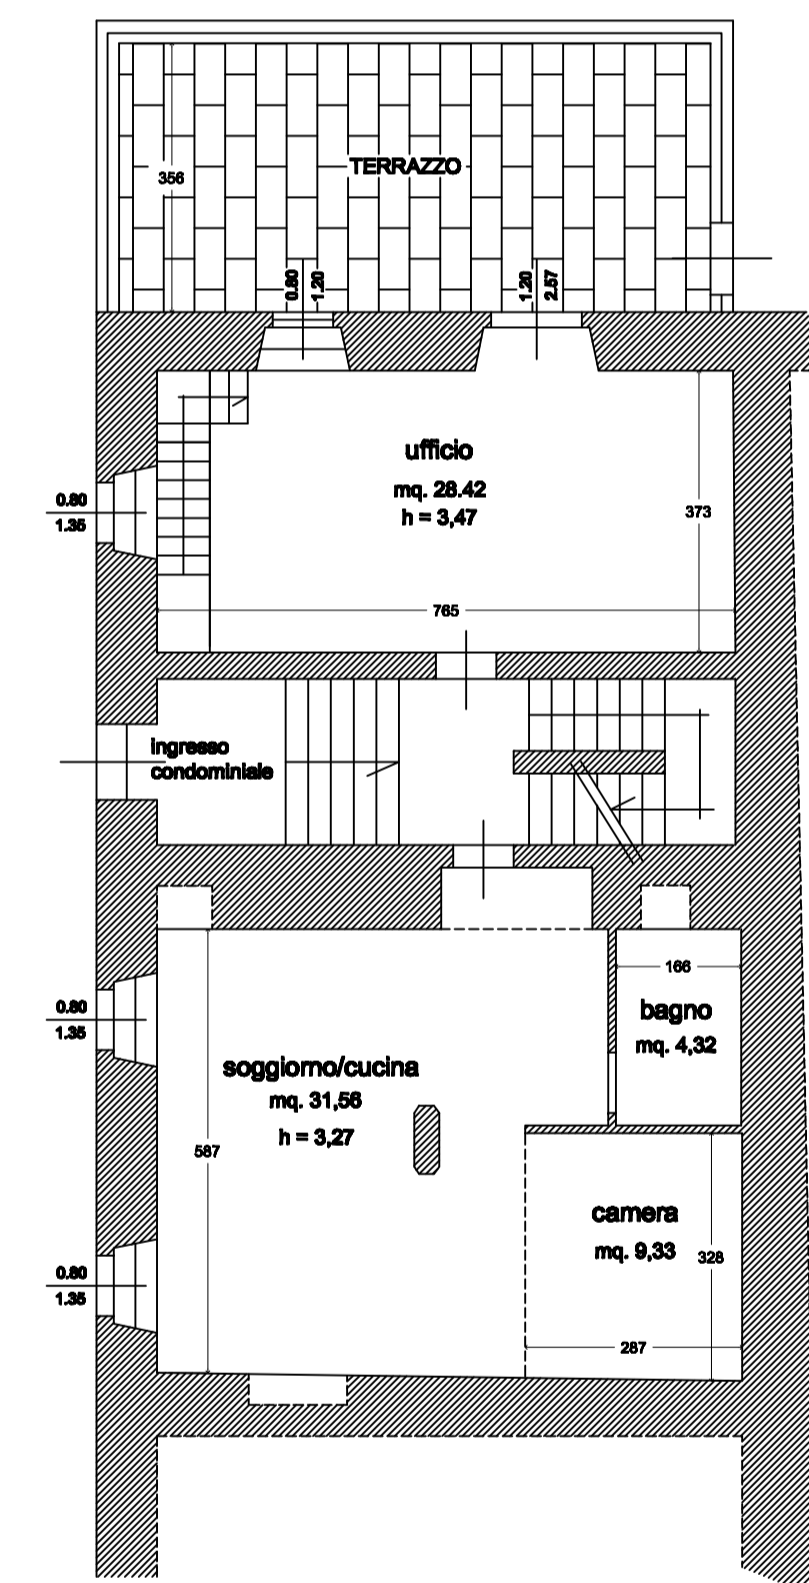 TERRAZZO
356
0.80
1.20
1.20
2.57
ufficio
mq. 28.42
h = 3,47
373
0.80
1.35
765
ingresso
condominiale
166
bagno
mq. 4,32
0.80
1.35
soggiorno/cucina
mq. 31,56
h = 3,27
587
camera
mq. 9,33
328
0.80
1.35
287